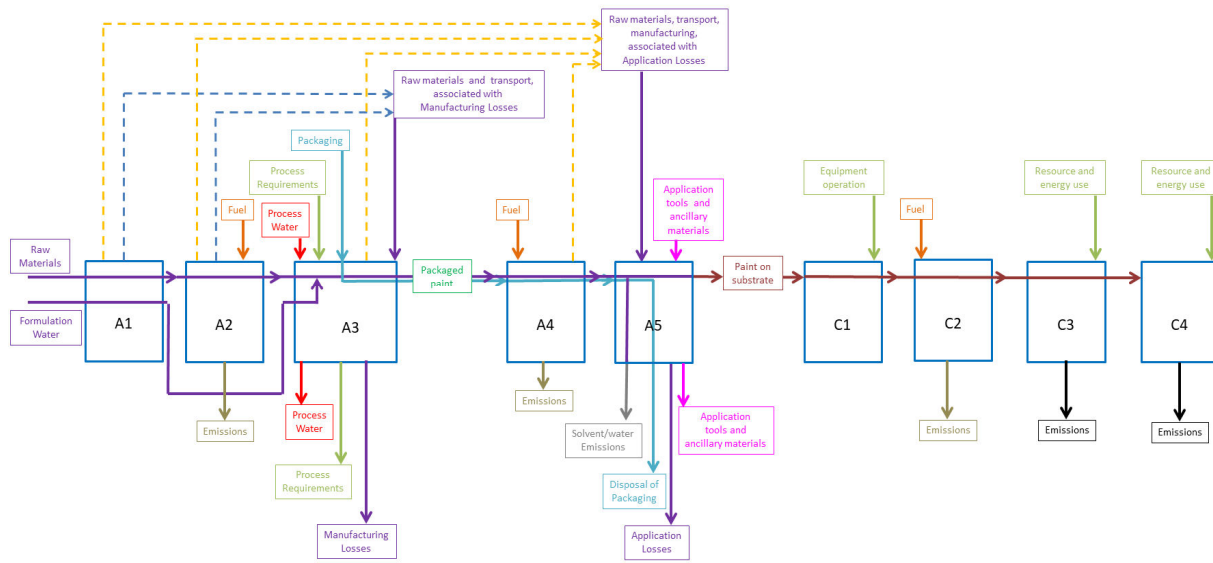 Raw materials, transport,
manufacturing,
associated with
Application Losses
Raw materials and transport,
associated with
Manufacturing Losses
Packaging
Process
Requirements
Equipment
operation
Resource and
energy use
Resource and
energy use
Application
tools and
ancillary
materials
Fuel
Process
Water
Fuel
Fuel
Raw
Materials
Packaged
paint
Paint on
substrate
Formulation
Water
A1
A2
A3
A4
A5
C1
C2
C3
C4
Emissions
Process
Water
Emissions
Solvent/water
Emissions
Application
tools and
ancillary materials
Emissions
Emissions
Emissions
Process
Requirements
Disposal of
Packaging
Manufacturing
Losses
Application
Losses